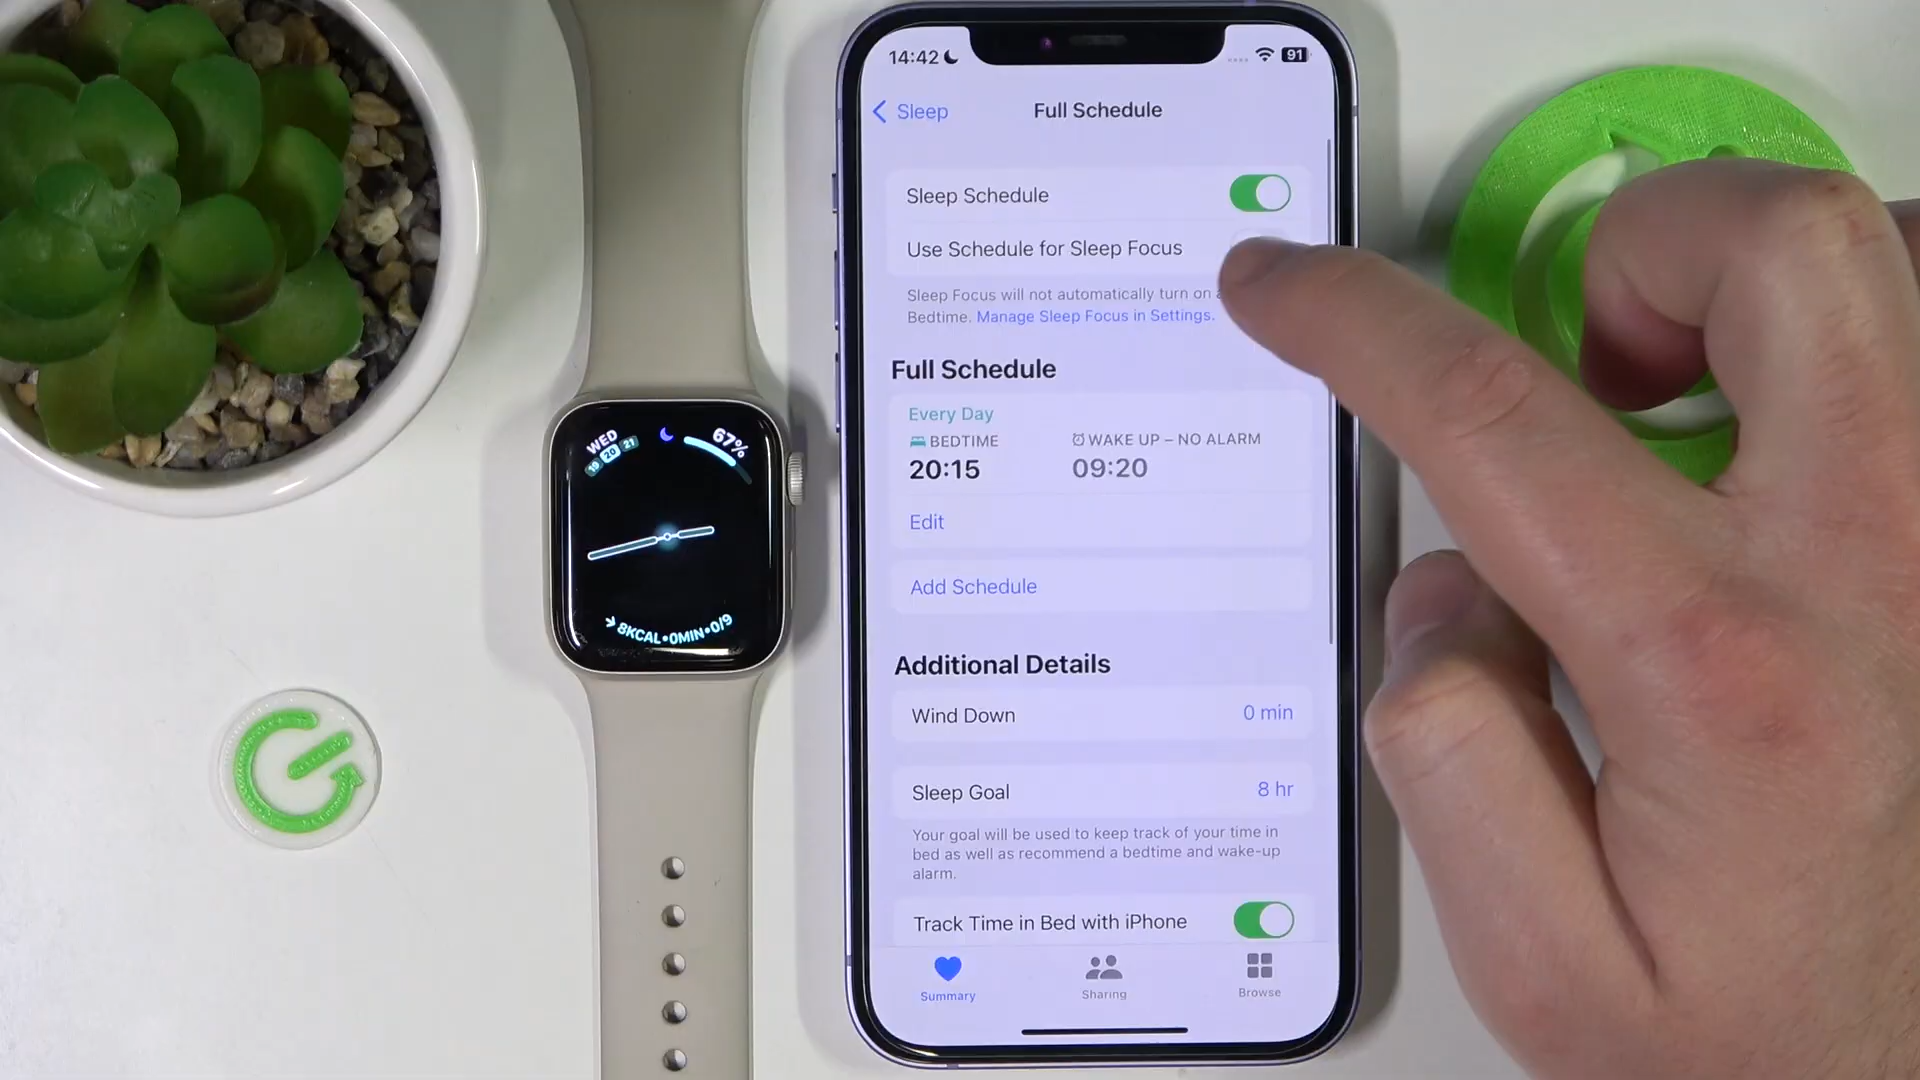 14:42
91
Sleep
Full Schedule
Sleep Schedule
Use Schedule for Sleep Focus
Sleep Focus will not automatically turn on
Bedtime. Manage Sleep Focus in Settings.
Full Schedule
Every Day
BEDTIME
WAKE UP – NO ALARM
20:15
09:20
Edit
Add Schedule
Additional Details
Wind Down
0 min
Sleep Goal
8 hr
Your goal will be used to keep track of your time in
bed as well as recommend a bedtime and wake-up
alarm.
Track Time in Bed with iPhone
Summary
Sharing
Browse
WED
19 20 21
67%
8KCAL•0MIN•0/9